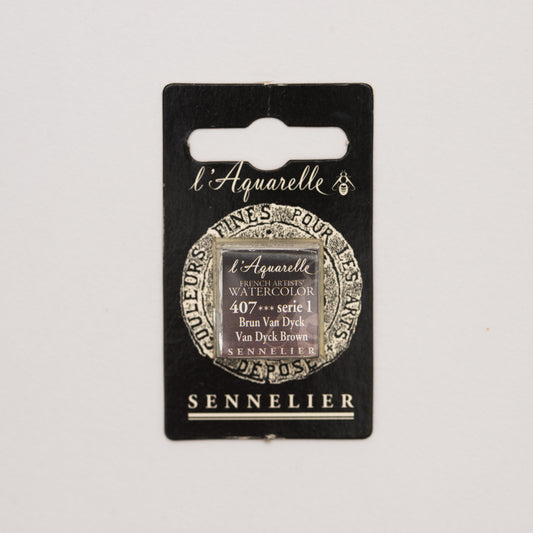 l'Aquarelle
COULEURS FINES POUR LES ARTS
DÉPOSÉ
l'Aquarelle
FRENCH ARTISTS'
WATERCOLOR
407*** serie 1
Brun Van Dyck
Van Dyck Brown
SENNELIER
SENNELIER